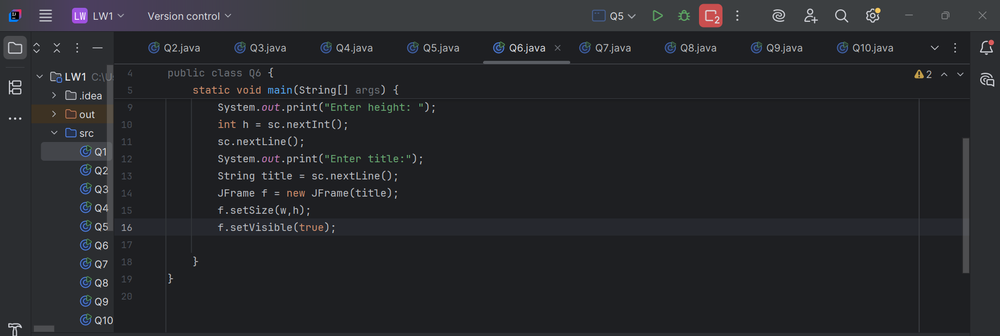 LW LW1 Version control Q5 2
Q2.java Q3.java Q4.java Q5.java Q6.java Q7.java Q8.java Q9.java Q10.java
LW1 C:\Us
.idea
out
src
Q1
Q2
Q3
Q4
Q5
Q6
Q7
Q8
Q9
Q10
4 public class Q6 {
5 static void main(String[] args) {
9 System.out.print("Enter height: ");
10 int h = sc.nextInt();
11 sc.nextLine();
12 System.out.print("Enter title:");
13 String title = sc.nextLine();
14 JFrame f = new JFrame(title);
15 f.setSize(w,h);
16 f.setVisible(true);
17
18 }
19 }
20
2